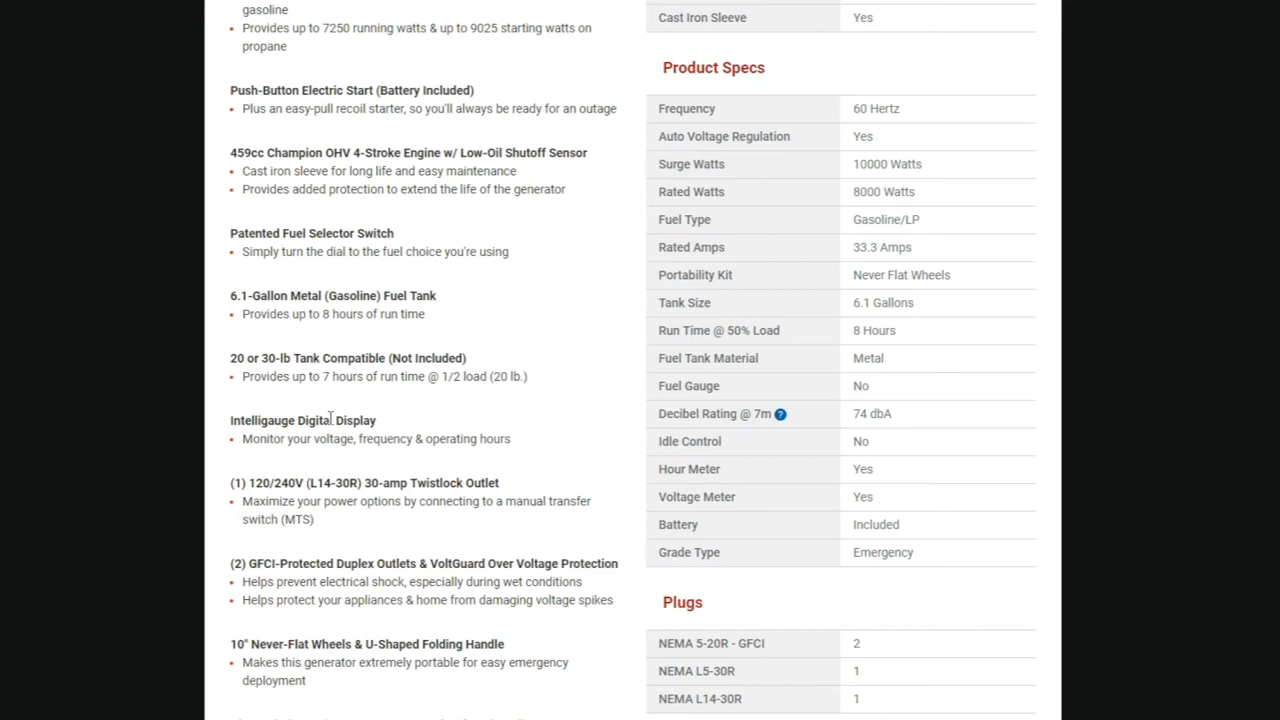 gasoline
Provides up to 7250 running watts & up to 9025 starting watts on
propane
Push-Button Electric Start (Battery Included)
Plus an easy-pull recoil starter, so you'll always be ready for an outage
459cc Champion OHV 4-Stroke Engine w/ Low-Oil Shutoff Sensor
Cast iron sleeve for long life and easy maintenance
Provides added protection to extend the life of the generator
Patented Fuel Selector Switch
Simply turn the dial to the fuel choice you're using
6.1-Gallon Metal (Gasoline) Fuel Tank
Provides up to 8 hours of run time
20 or 30-lb Tank Compatible (Not Included)
Provides up to 7 hours of run time @ 1/2 load (20 lb.)
Intelligauge Digital Display
Monitor your voltage, frequency & operating hours
(1) 120/240V (L14-30R) 30-amp Twistlock Outlet
Maximize your power options by connecting to a manual transfer
switch (MTS)
(2) GFCI-Protected Duplex Outlets & VoltGuard Over Voltage Protection
Helps prevent electrical shock, especially during wet conditions
Helps protect your appliances & home from damaging voltage spikes
10" Never-Flat Wheels & U-Shaped Folding Handle
Makes this generator extremely portable for easy emergency
deployment
Cast Iron Sleeve Yes
Product Specs
Frequency 60 Hertz
Auto Voltage Regulation Yes
Surge Watts 10000 Watts
Rated Watts 8000 Watts
Fuel Type Gasoline/LP
Rated Amps 33.3 Amps
Portability Kit Never Flat Wheels
Tank Size 6.1 Gallons
Run Time @ 50% Load 8 Hours
Fuel Tank Material Metal
Fuel Gauge No
Decibel Rating @ 7m ? 74 dbA
Idle Control No
Hour Meter Yes
Voltage Meter Yes
Battery Included
Grade Type Emergency
Plugs
NEMA 5-20R - GFCI 2
NEMA L5-30R 1
NEMA L14-30R 1